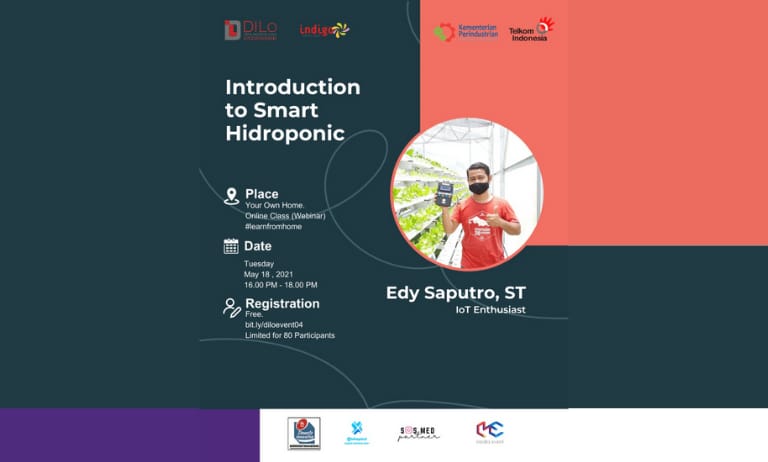 DILo
indigo
Kementerian
Perindustrian
Telkom
Indonesia
Introduction
to Smart
Hidroponic
Place
Your Own Home.
Online Class (Webinar)
#learnfromhome
Date
Tuesday
May 18 , 2021
16.00 PM - 18.00 PM
Registration
Free.
bit.ly/diloevent04
Limited for 80 Participants
Edy Saputro, ST
IoT Enthusiast
partner